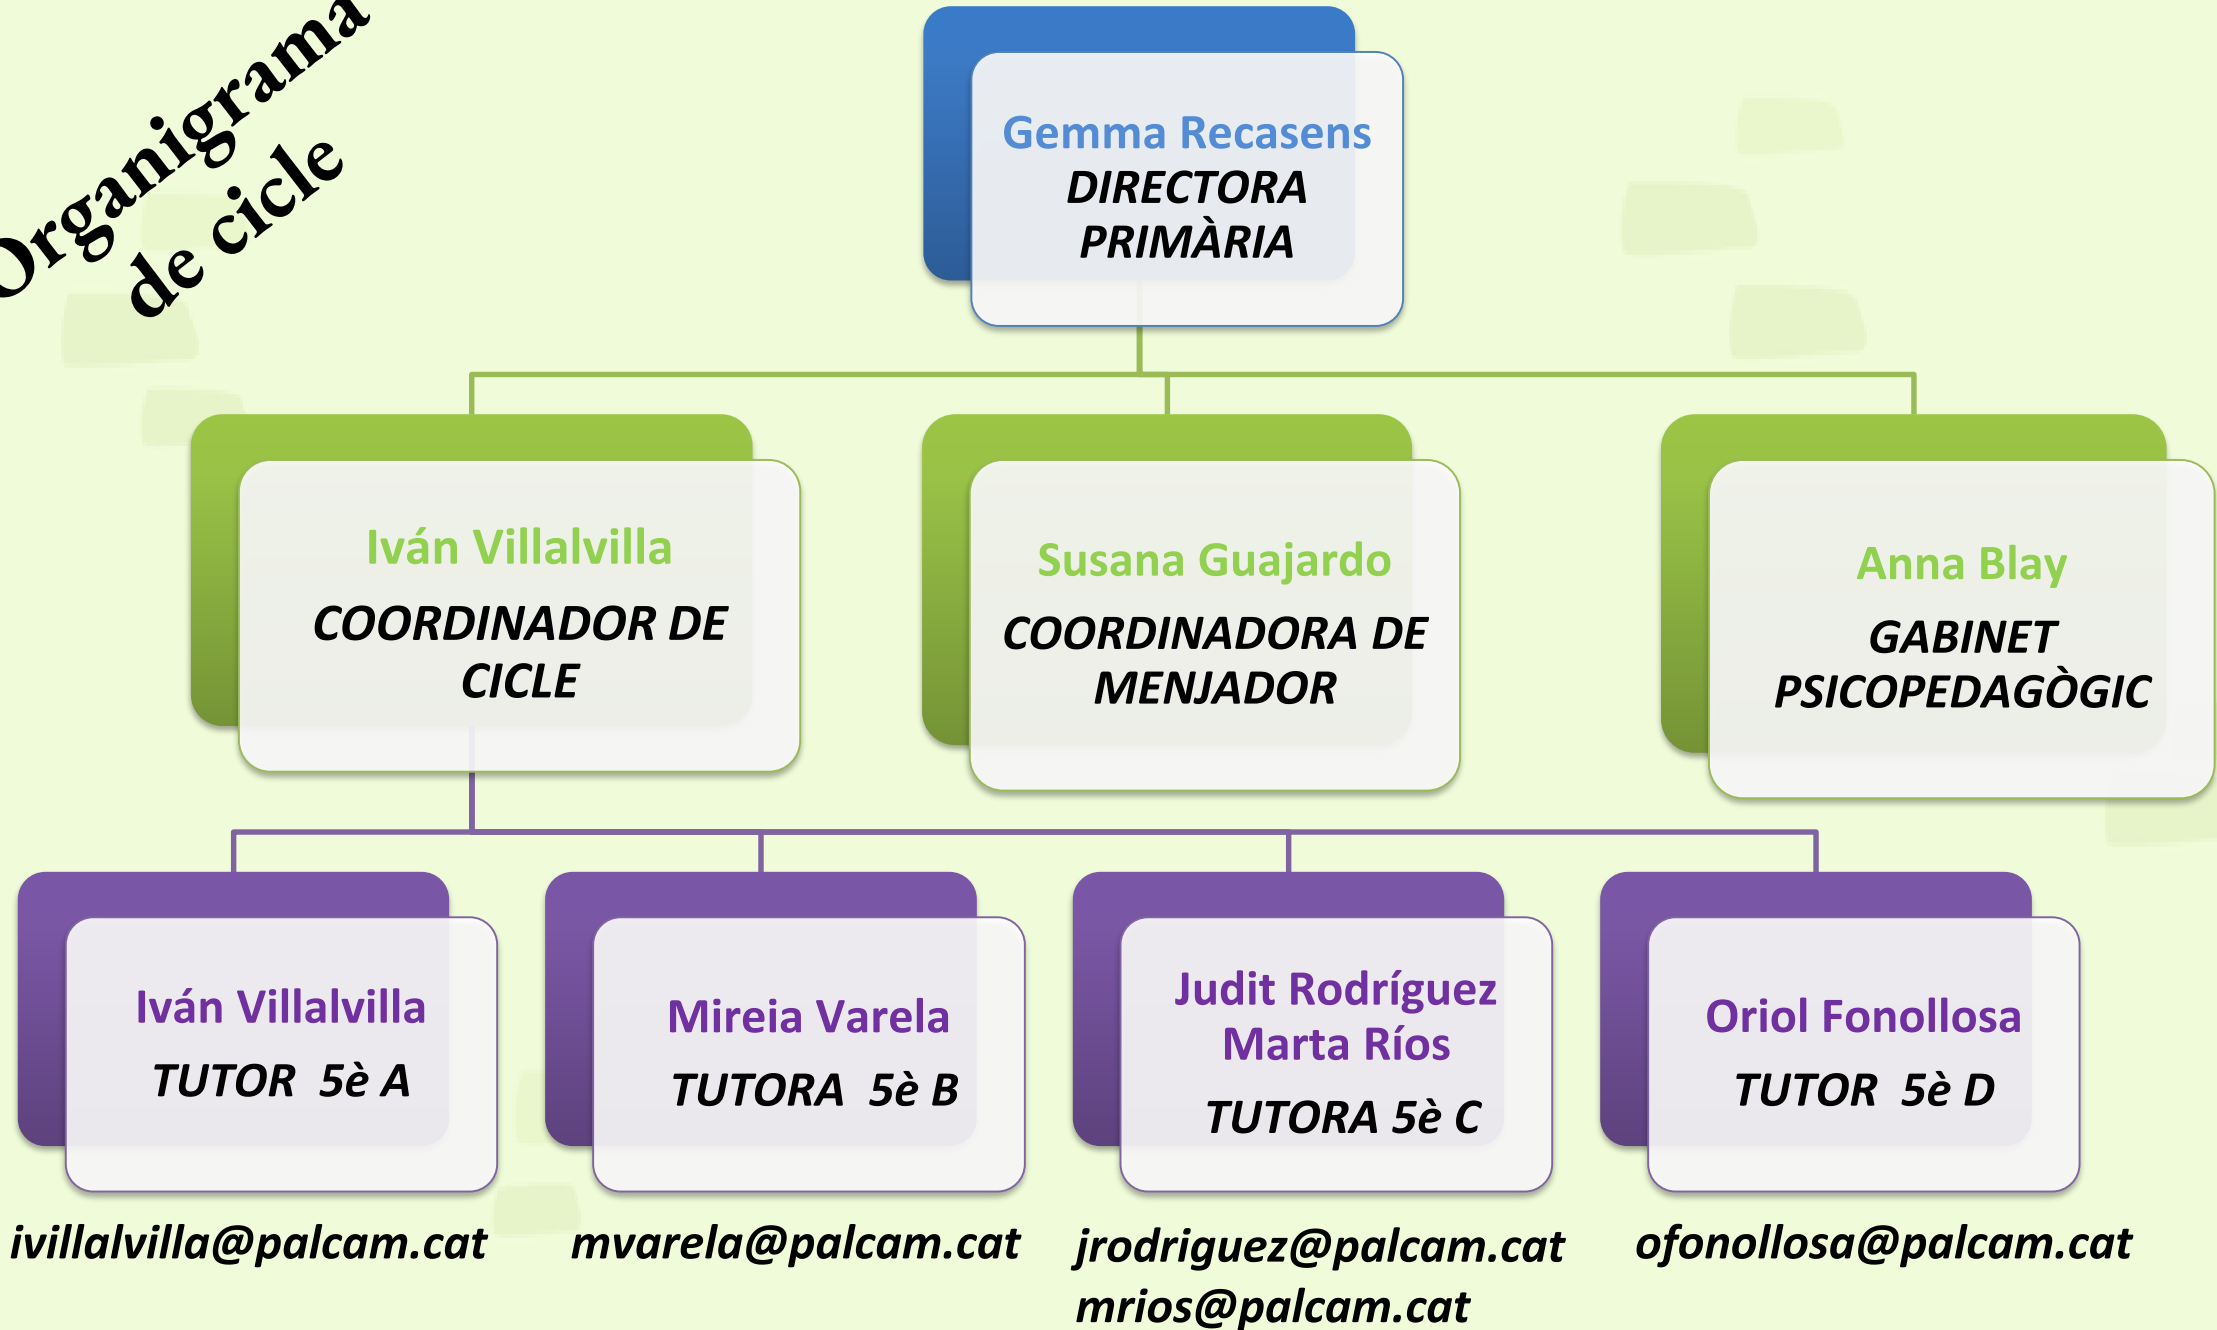 Organigrama
de cicle
Gemma Recasens
DIRECTORA
PRIMÀRIA
Iván Villalvilla
COORDINADOR DE
CICLE
Susana Guajardo
COORDINADORA DE
MENJADOR
Anna Blay
GABINET
PSICOPEDAGÒGIC
Iván Villalvilla
TUTOR 5è A
Mireia Varela
TUTORA 5è B
Judit Rodríguez
Marta Ríos
TUTORA 5è C
Oriol Fonollosa
TUTOR 5è D
ivillalvilla@palcam.cat
mvarela@palcam.cat
jrodriguez@palcam.cat
mrios@palcam.cat
ofonollosa@palcam.cat